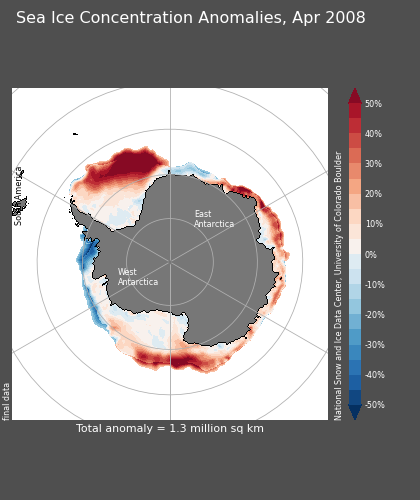 Sea Ice Concentration Anomalies, Apr 2008
South America
East
Antarctica
West
Antarctica
50%
40%
30%
20%
10%
0%
-10%
-20%
-30%
-40%
-50%
National Snow and Ice Data Center, University of Colorado Boulder
final data
Total anomaly = 1.3 million sq km